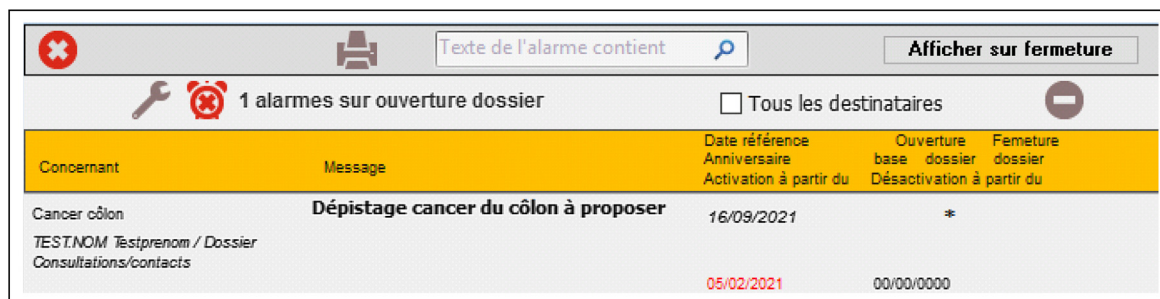 Texte de l'alarme contient
Afficher sur fermeture
1 alarmes sur ouverture dossier
Tous les destinataires
Concernant
Message
Date référence
Anniversaire
Activation à partir du
Ouverture Femeture
base dossier dossier
Désactivation à partir du
Cancer côlon
Dépistage cancer du côlon à proposer
16/09/2021
*
TEST.NOM Testprenom / Dossier
Consultations/contacts
05/02/2021
00/00/0000